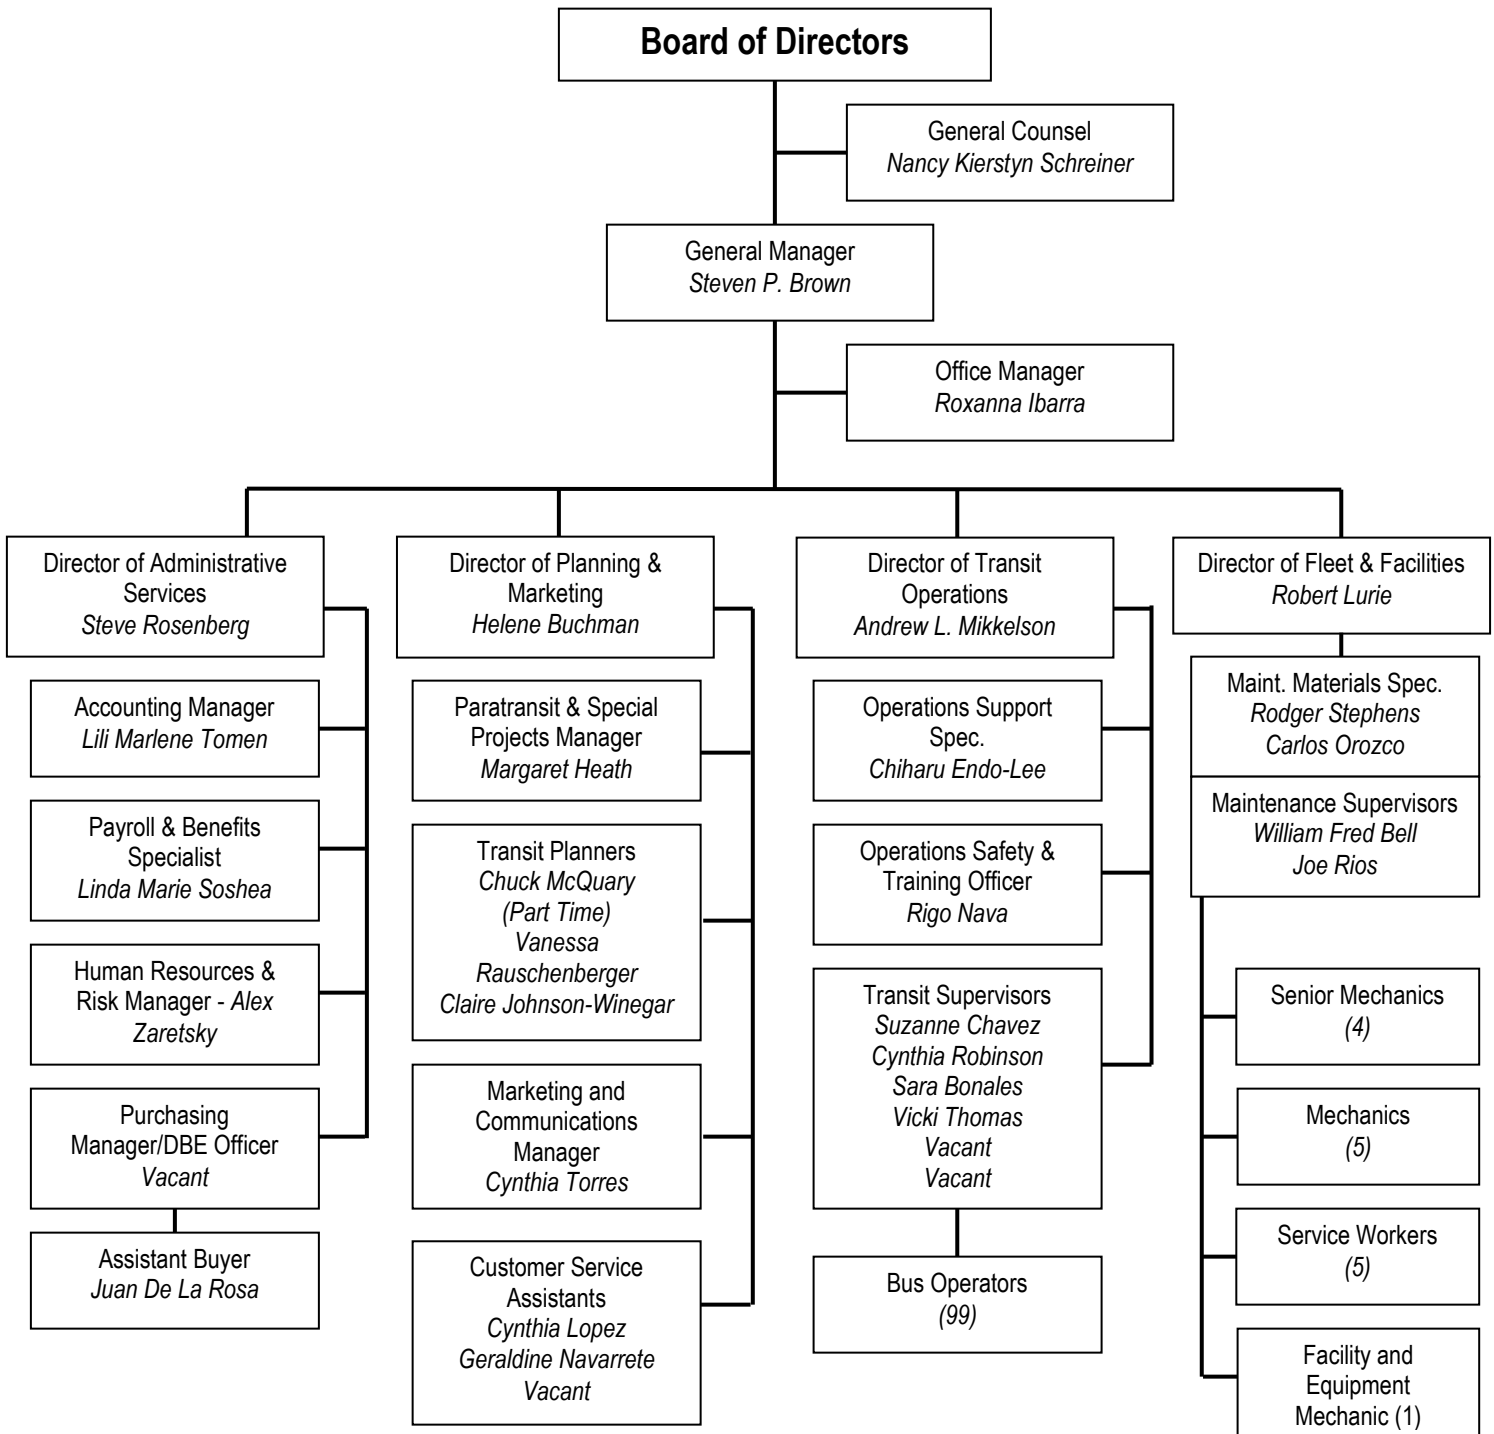 Board of Directors
General Counsel
Nancy Kierstyn Schreiner
General Manager
Steven P. Brown
Office Manager
Roxanna Ibarra
Director of Administrative
Services
Steve Rosenberg
Accounting Manager
Lili Marlene Tomen
Payroll & Benefits
Specialist
Linda Marie Soshea
Human Resources &
Risk Manager - Alex
Zaretsky
Purchasing
Manager/DBE Officer
Vacant
Assistant Buyer
Juan De La Rosa
Director of Planning &
Marketing
Helene Buchman
Paratransit & Special
Projects Manager
Margaret Heath
Transit Planners
Chuck McQuary
(Part Time)
Vanessa
Rauschenberger
Claire Johnson-Winegar
Marketing and
Communications
Manager
Cynthia Torres
Customer Service
Assistants
Cynthia Lopez
Geraldine Navarrete
Vacant
Director of Transit
Operations
Andrew L. Mikkelson
Operations Support
Spec.
Chiharu Endo-Lee
Operations Safety &
Training Officer
Rigo Nava
Transit Supervisors
Suzanne Chavez
Cynthia Robinson
Sara Bonales
Vicki Thomas
Vacant
Vacant
Bus Operators
(99)
Director of Fleet & Facilities
Robert Lurie
Maint. Materials Spec.
Rodger Stephens
Carlos Orozco
Maintenance Supervisors
William Fred Bell
Joe Rios
Senior Mechanics
(4)
Mechanics
(5)
Service Workers
(5)
Facility and
Equipment
Mechanic (1)